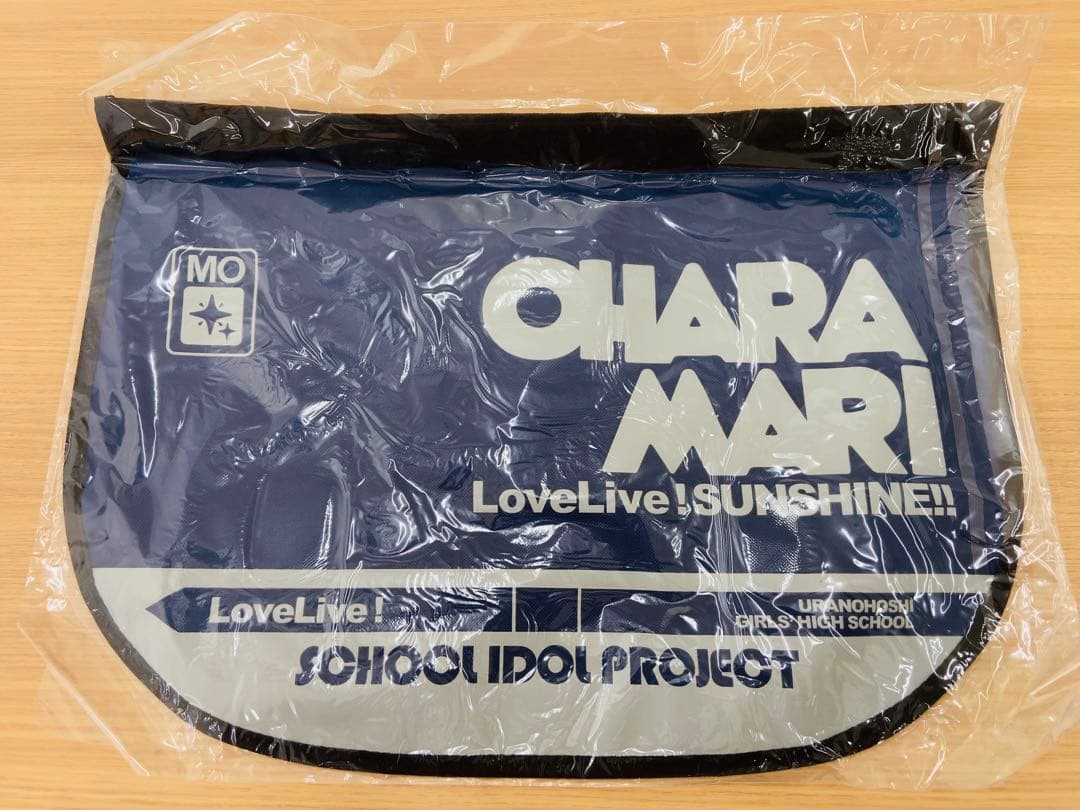 MO
OHARA
MARI
LoveLive!SUNSHINE!!
LoveLive!
URANOHOSHI
GIRLS' HIGH SCHOOL
SCHOOL IDOL PROJECT